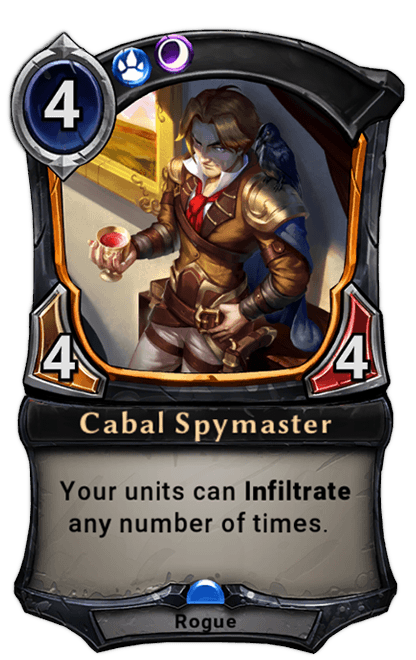 4
4
4
Cabal Spymaster
Your units can Infiltrate
any number of times.
Rogue